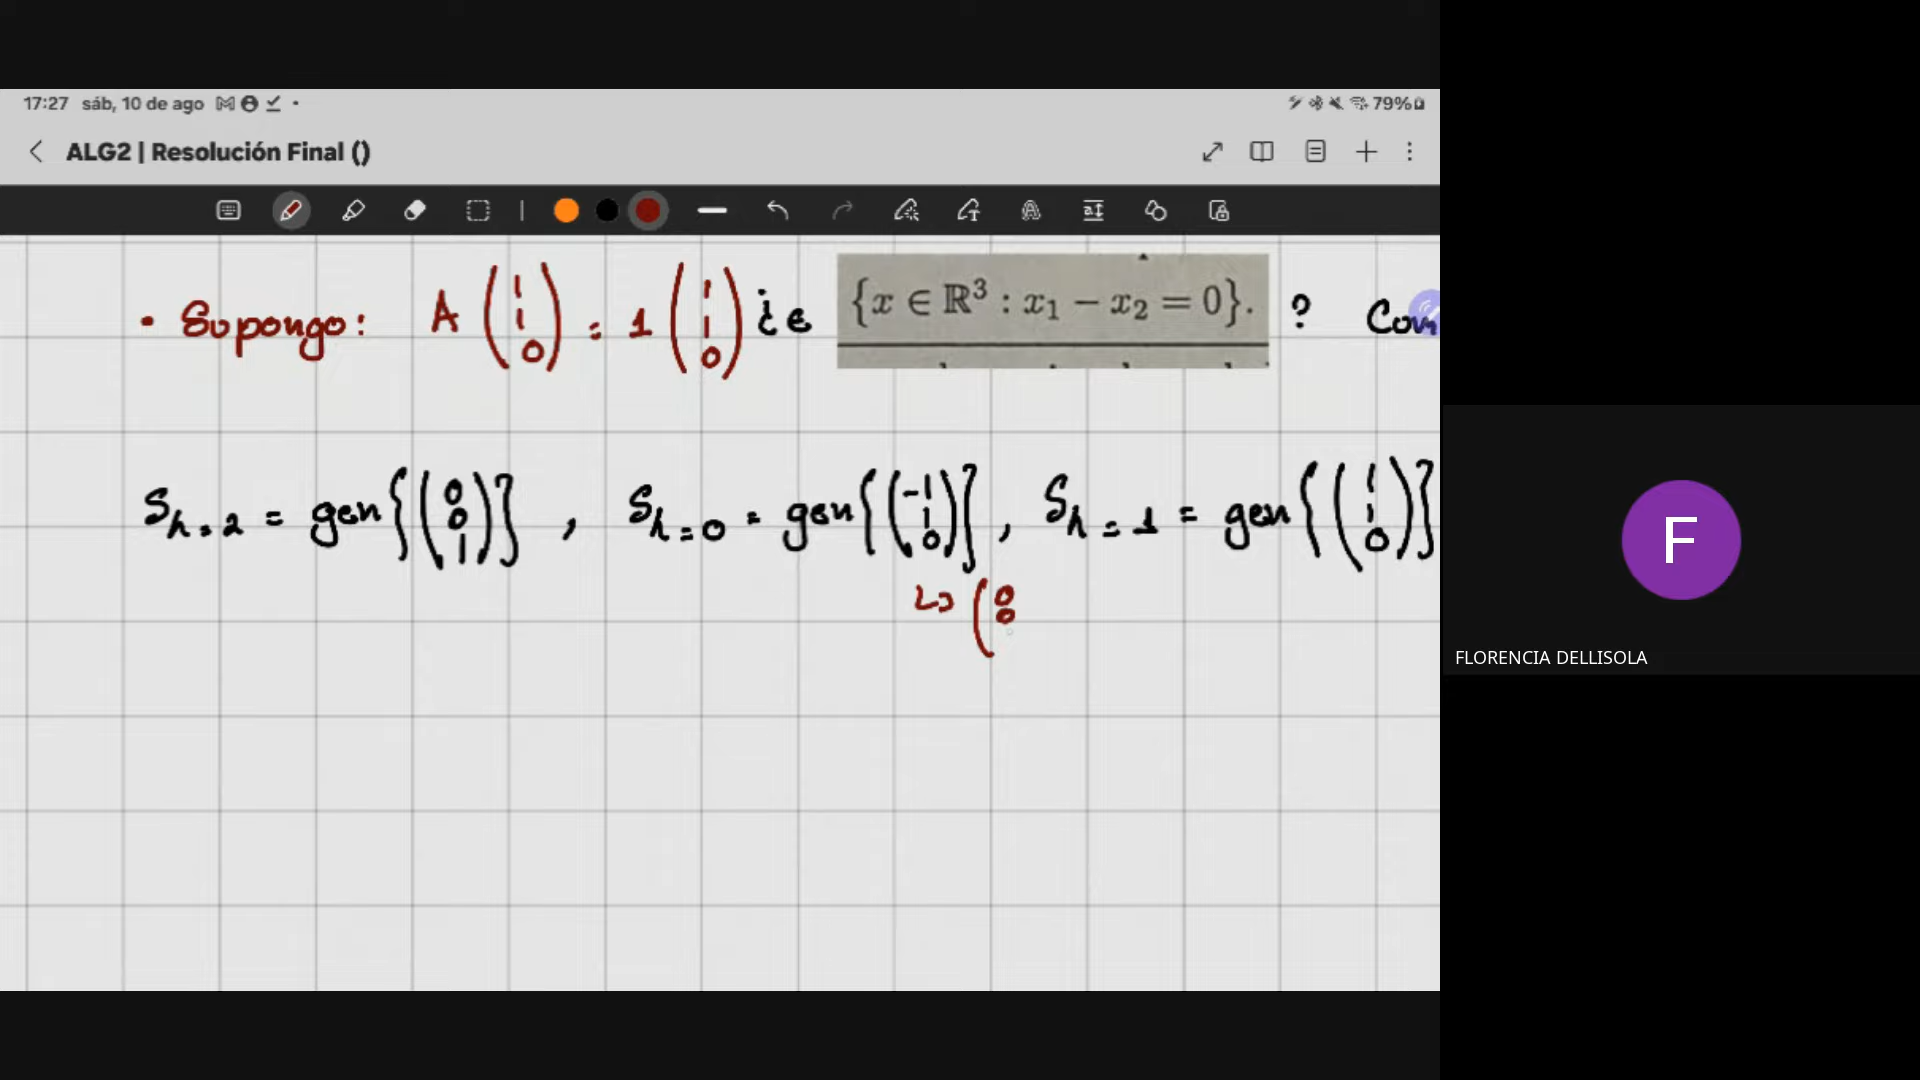 17:27 sáb, 10 de ago
79%
ALG2 | Resolución Final ()
• Supongo: A (1 1 0) = 1 (1 1 0) ¿ ∈ {x ∈ ℝ³ : x₁ − x₂ = 0}. ? Com
S_λ=2 = gen{(0 0 1)} , S_λ=0 = gen{(-1 1 0)} , S_λ=1 = gen{(1 1 0)}
↳ (0 0
F
FLORENCIA DELLISOLA